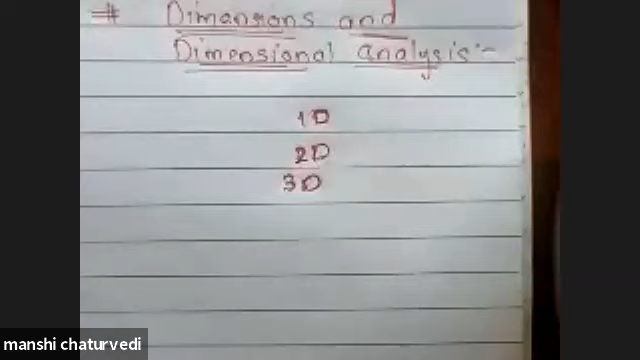 # Dimensions and
Dimensional analysis:-
1D
2D
3D
manshi chaturvedi